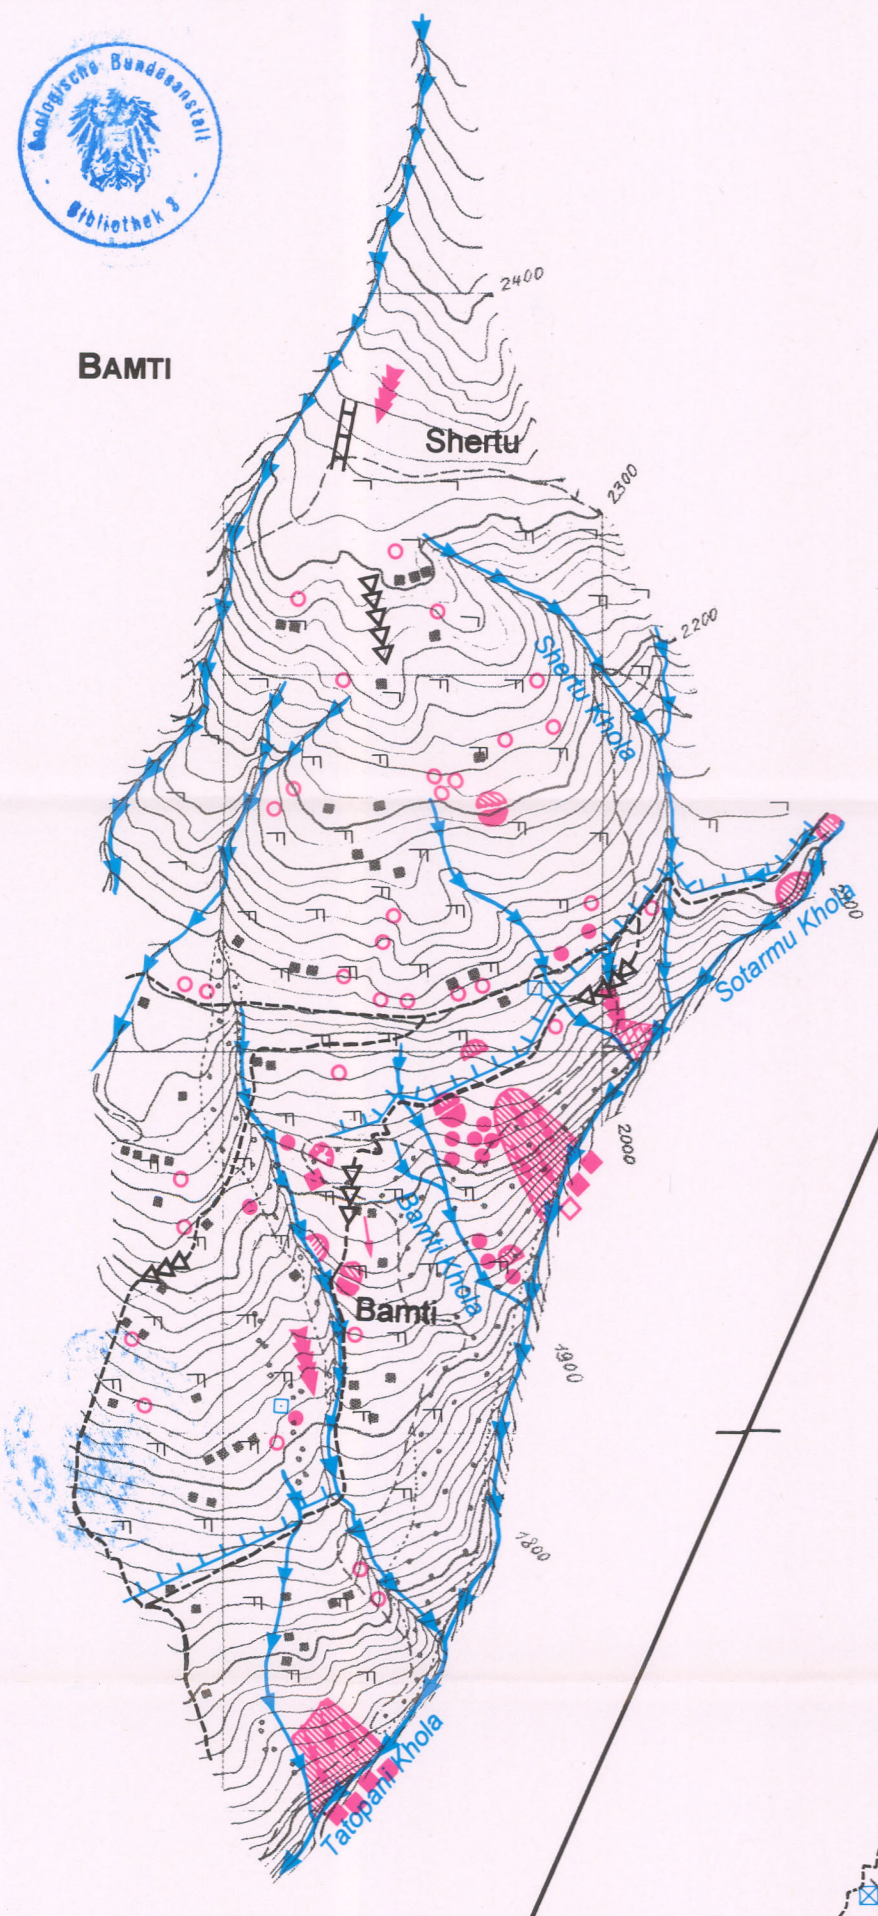 Geologische Bundesanstalt
Bibliothek
2400
BAMTI
Shertu
2300
2200
Shertu Khola
Sotarmu Khola
2000
Bamti Khola
Bamti
1900
1800
Tatopani Khola